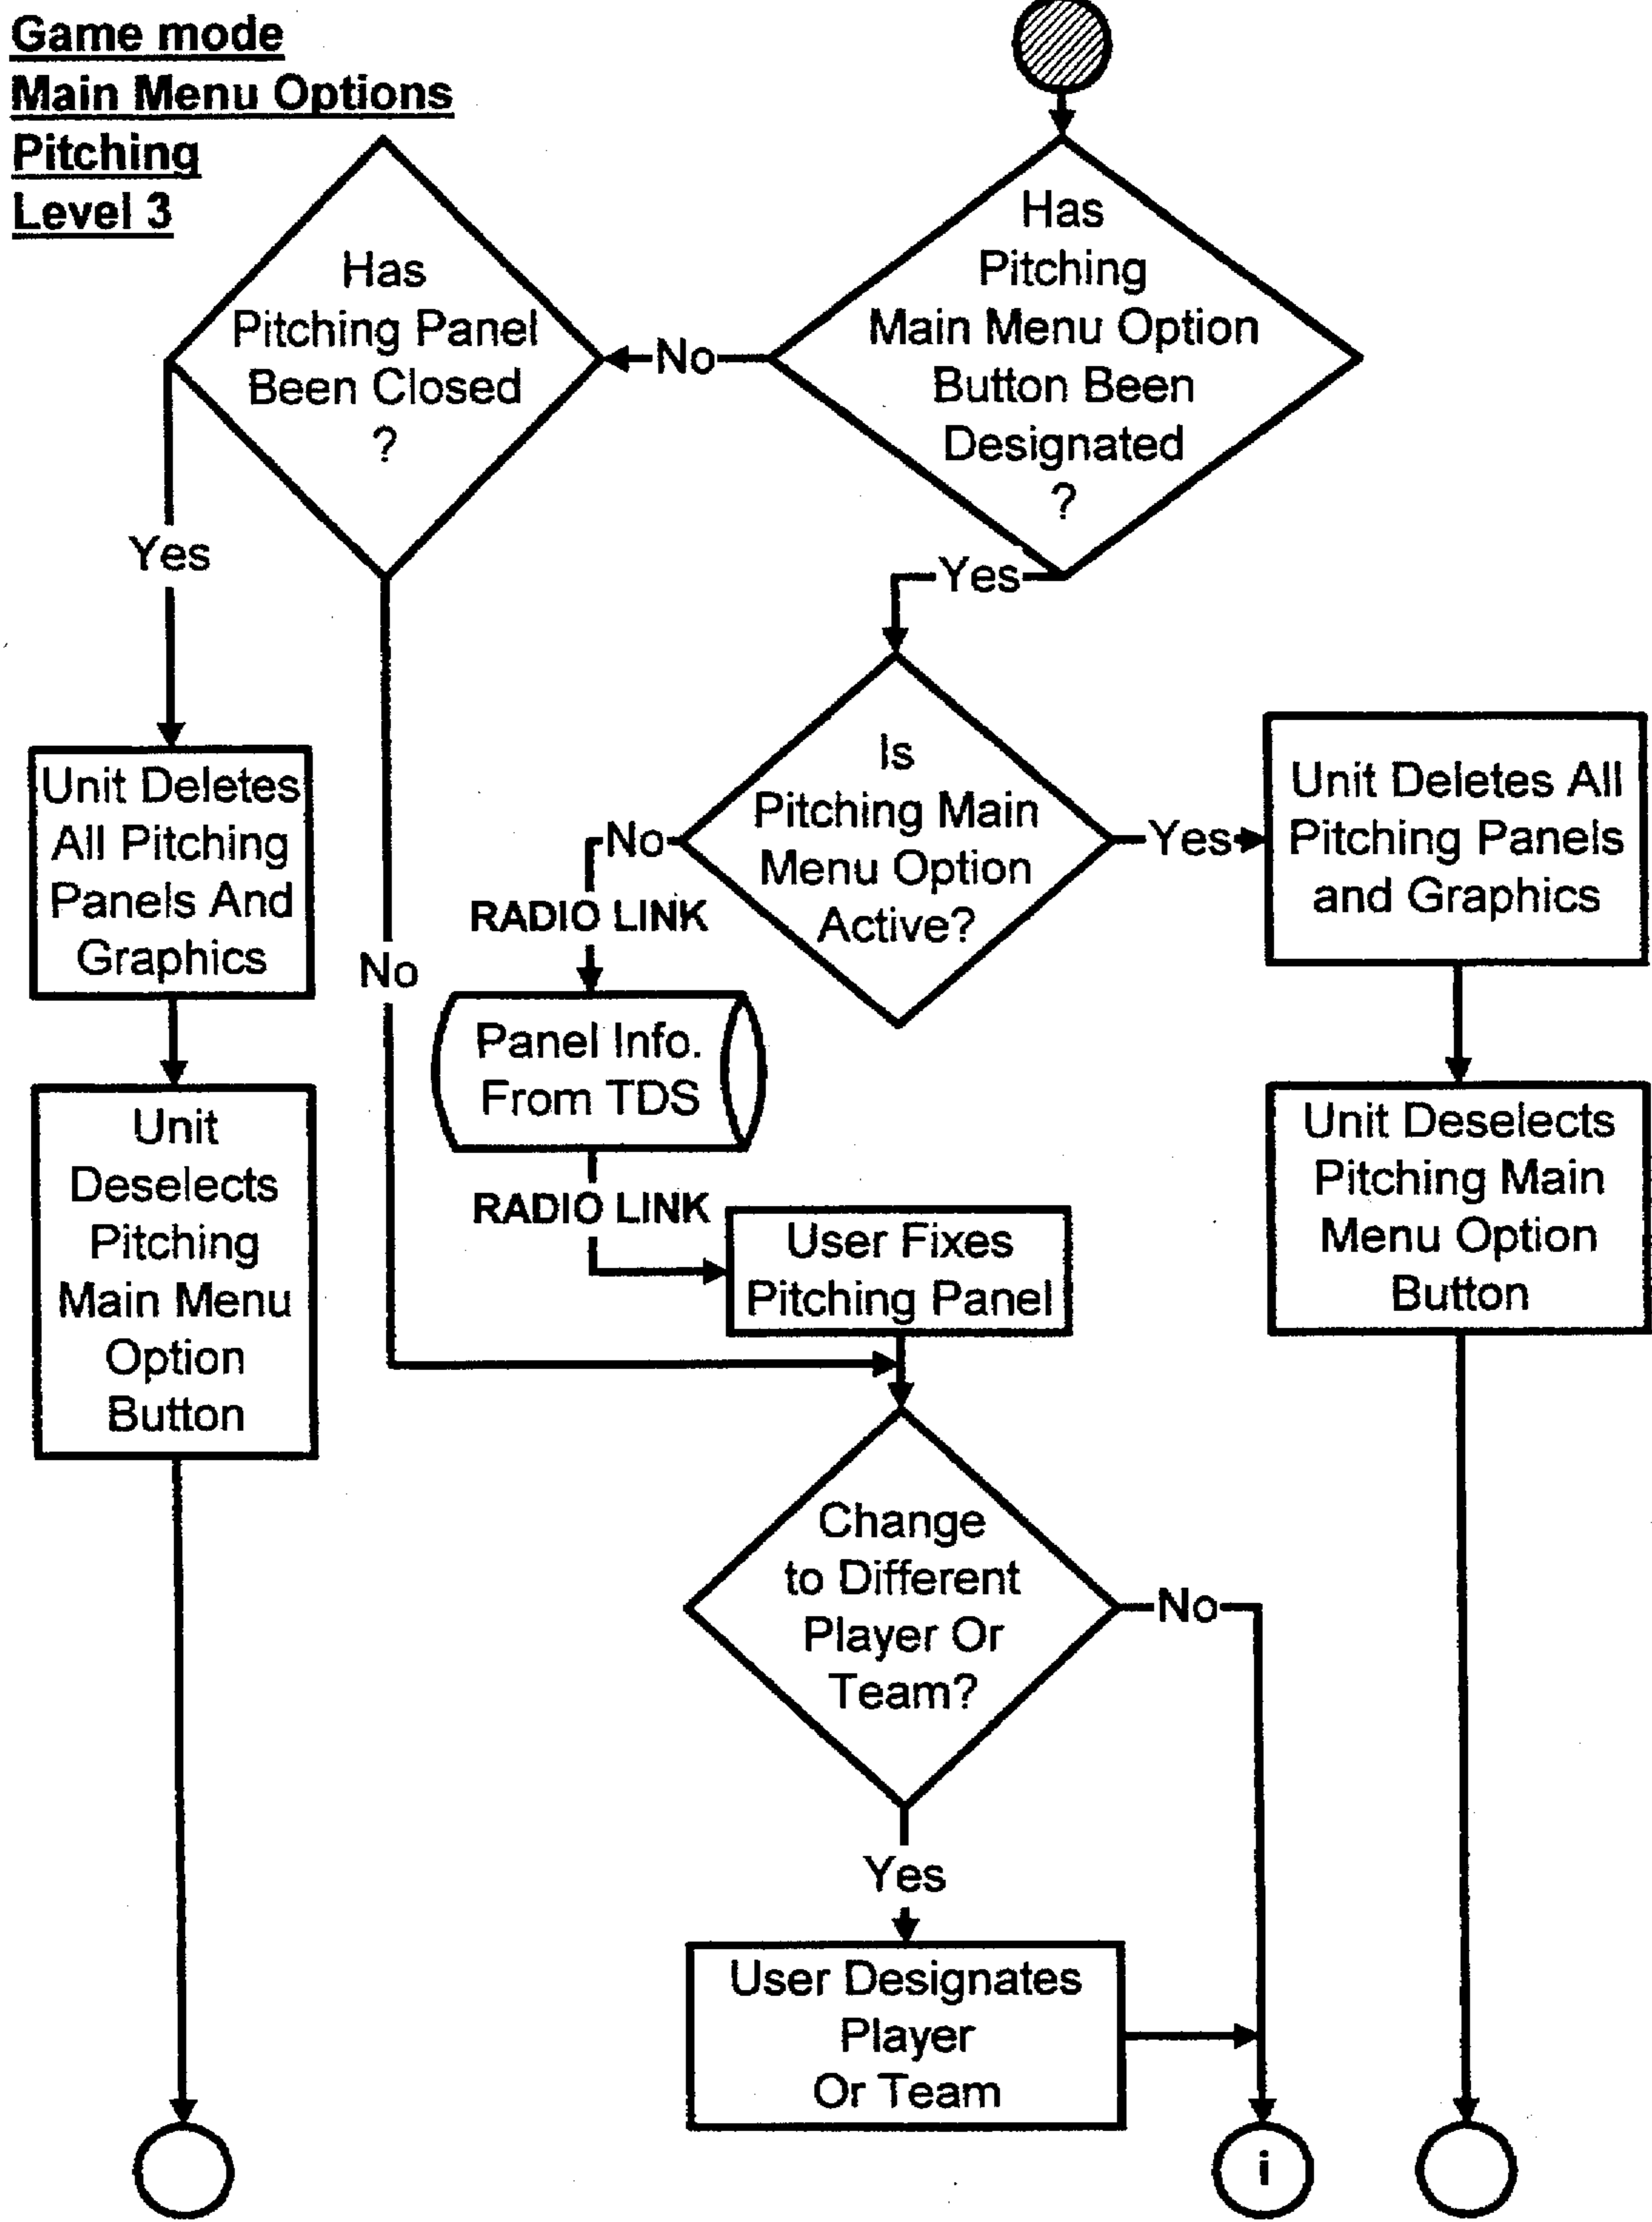 Game mode
Main Menu Options
Pitching
Level 3
Has
Pitching
Main Menu Option
Button Been
Designated
?
No
Has
Pitching Panel
Been Closed
?
Yes
Yes
Is
Pitching Main
Menu Option
Active?
No
Yes
Unit Deletes All
Pitching Panels
and Graphics
Unit Deletes
All Pitching
Panels And
Graphics
No
RADIO LINK
Panel Info.
From TDS
RADIO LINK
Unit
Deselects
Pitching
Main Menu
Option
Button
User Fixes
Pitching Panel
Unit Deselects
Pitching Main
Menu Option
Button
Change
to Different
Player Or
Team?
No
Yes
User Designates
Player
Or Team
i